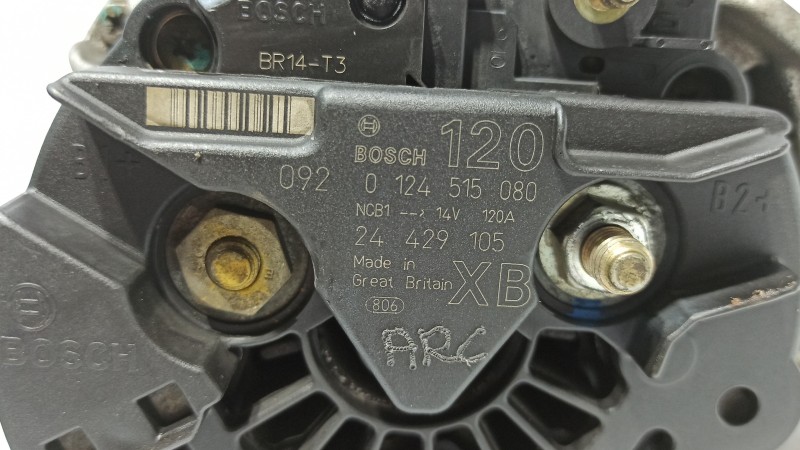 BOSCH
BR14-T3
BOSCH 120
092 0 124 515 080
NCB1 --> 14V 120A
24 429 105
Made in
Great Britain XB
806
ARC
B2+
BOSCH